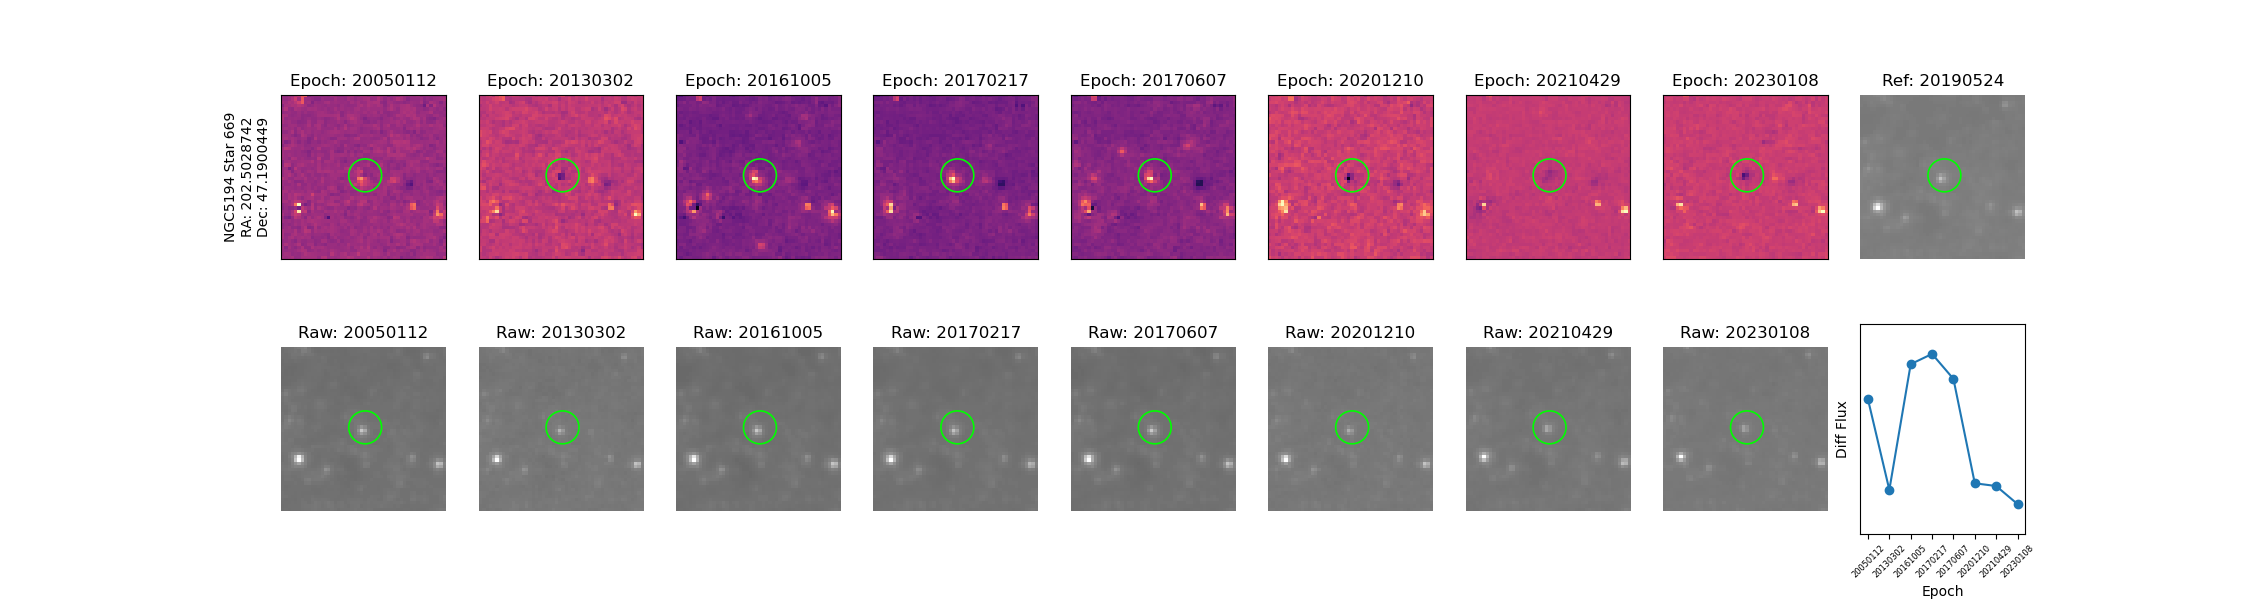 NGC5194 Star 669
RA: 202.5028742
Dec: 47.1900449
Epoch: 20050112
Epoch: 20130302
Epoch: 20161005
Epoch: 20170217
Epoch: 20170607
Epoch: 20201210
Epoch: 20210429
Epoch: 20230108
Ref: 20190524
Raw: 20050112
Raw: 20130302
Raw: 20161005
Raw: 20170217
Raw: 20170607
Raw: 20201210
Raw: 20210429
Raw: 20230108
Diff Flux
20050112
20130302
20161005
20170217
20170607
20201210
20210429
20230108
Epoch